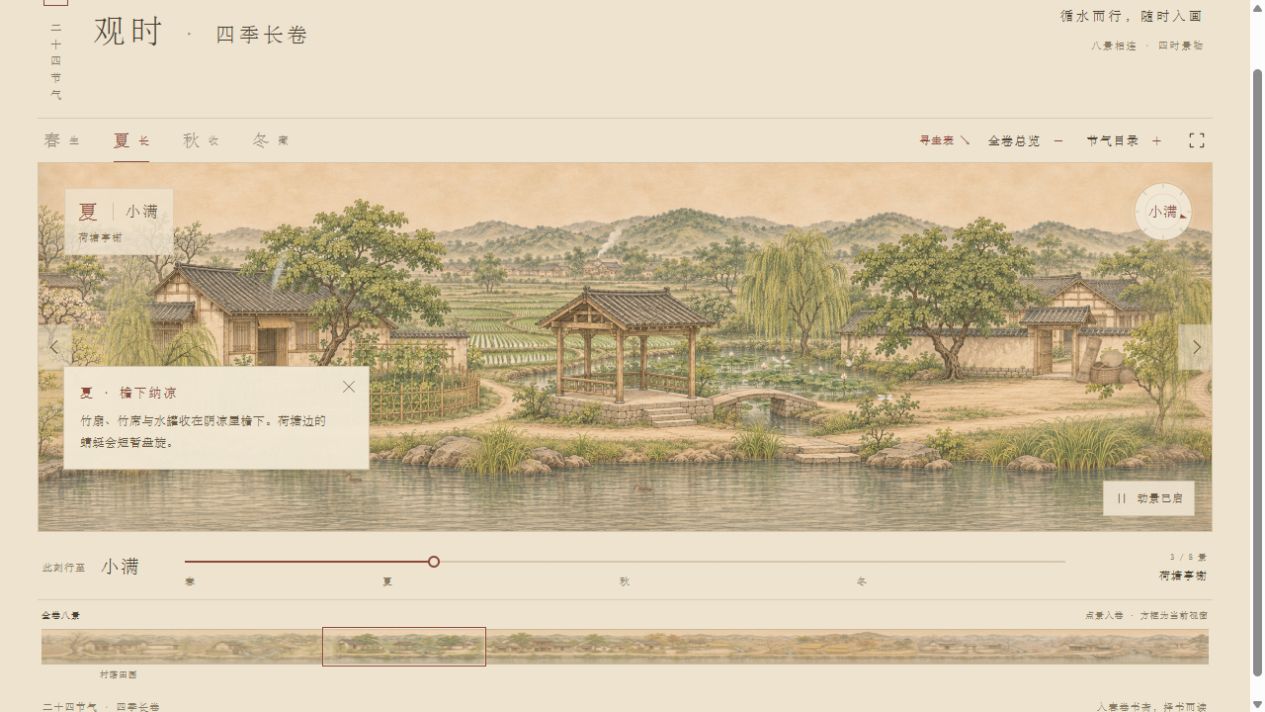 二十四节气
观时 · 四季长卷
循水而行，随时入画
八景相连 · 四时景物
春 生
夏 长
秋 收
冬 藏
全卷总览 −
节气目录 +
夏 小满
荷塘亭榭
小满
夏 · 檐下纳凉
竹扇、竹席与水罐收在阴凉屋檐下。荷塘边的
蜻蜓会短暂盘旋。
动景已启
此刻行至 小满
春
夏
秋
冬
3 / 8 景
荷塘亭榭
全卷八景
点景入卷 · 方框为当前视窗
村落田园
二十四节气 · 四季长卷